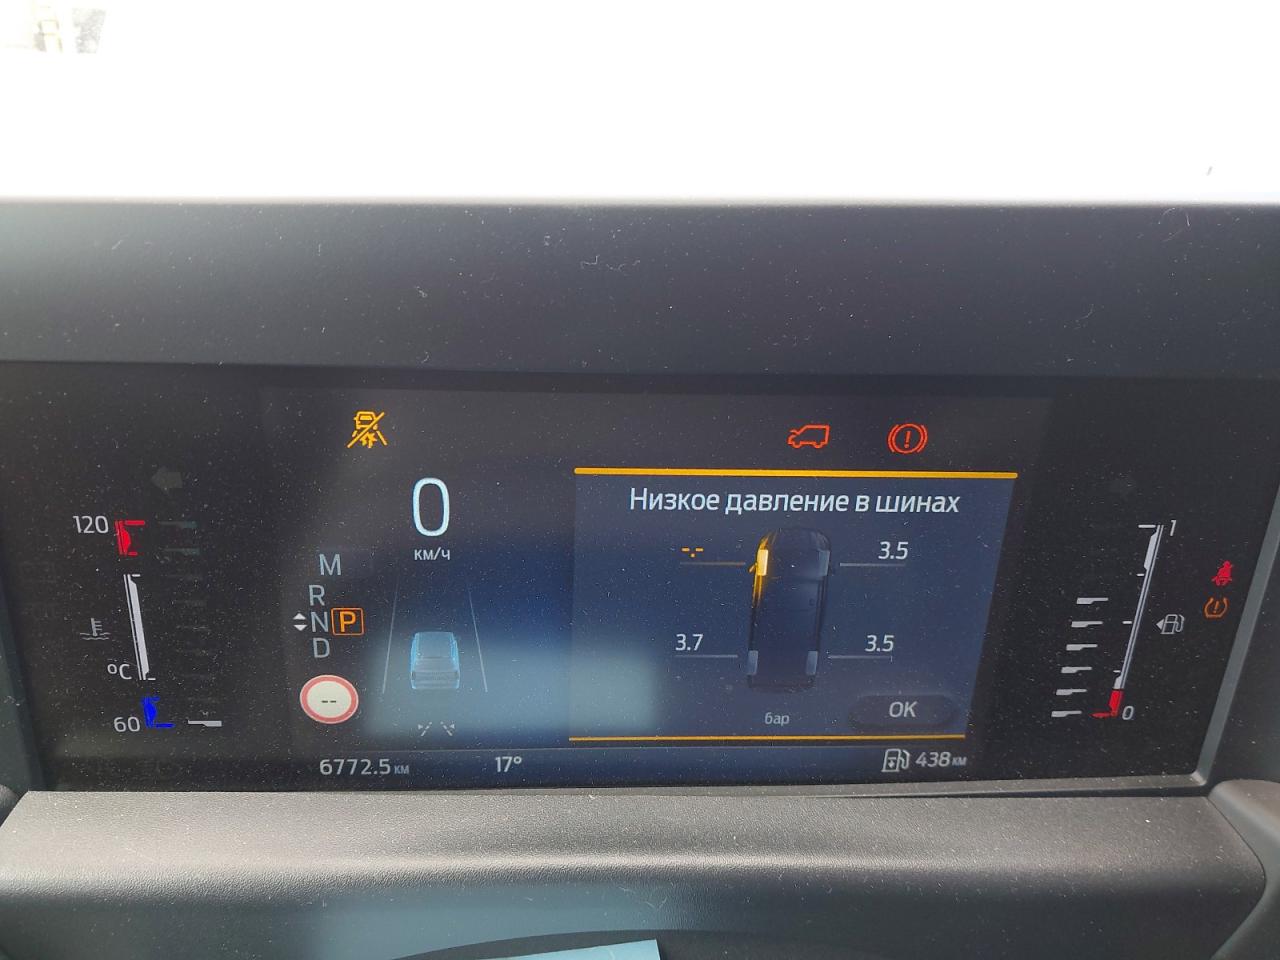 0
км/ч
Низкое давление в шинах
-.-
3.5
120
1
M
R
N P
D
3.7
3.5
°C
--
60
бар
OK
0
6772.5 км
17°
438 км